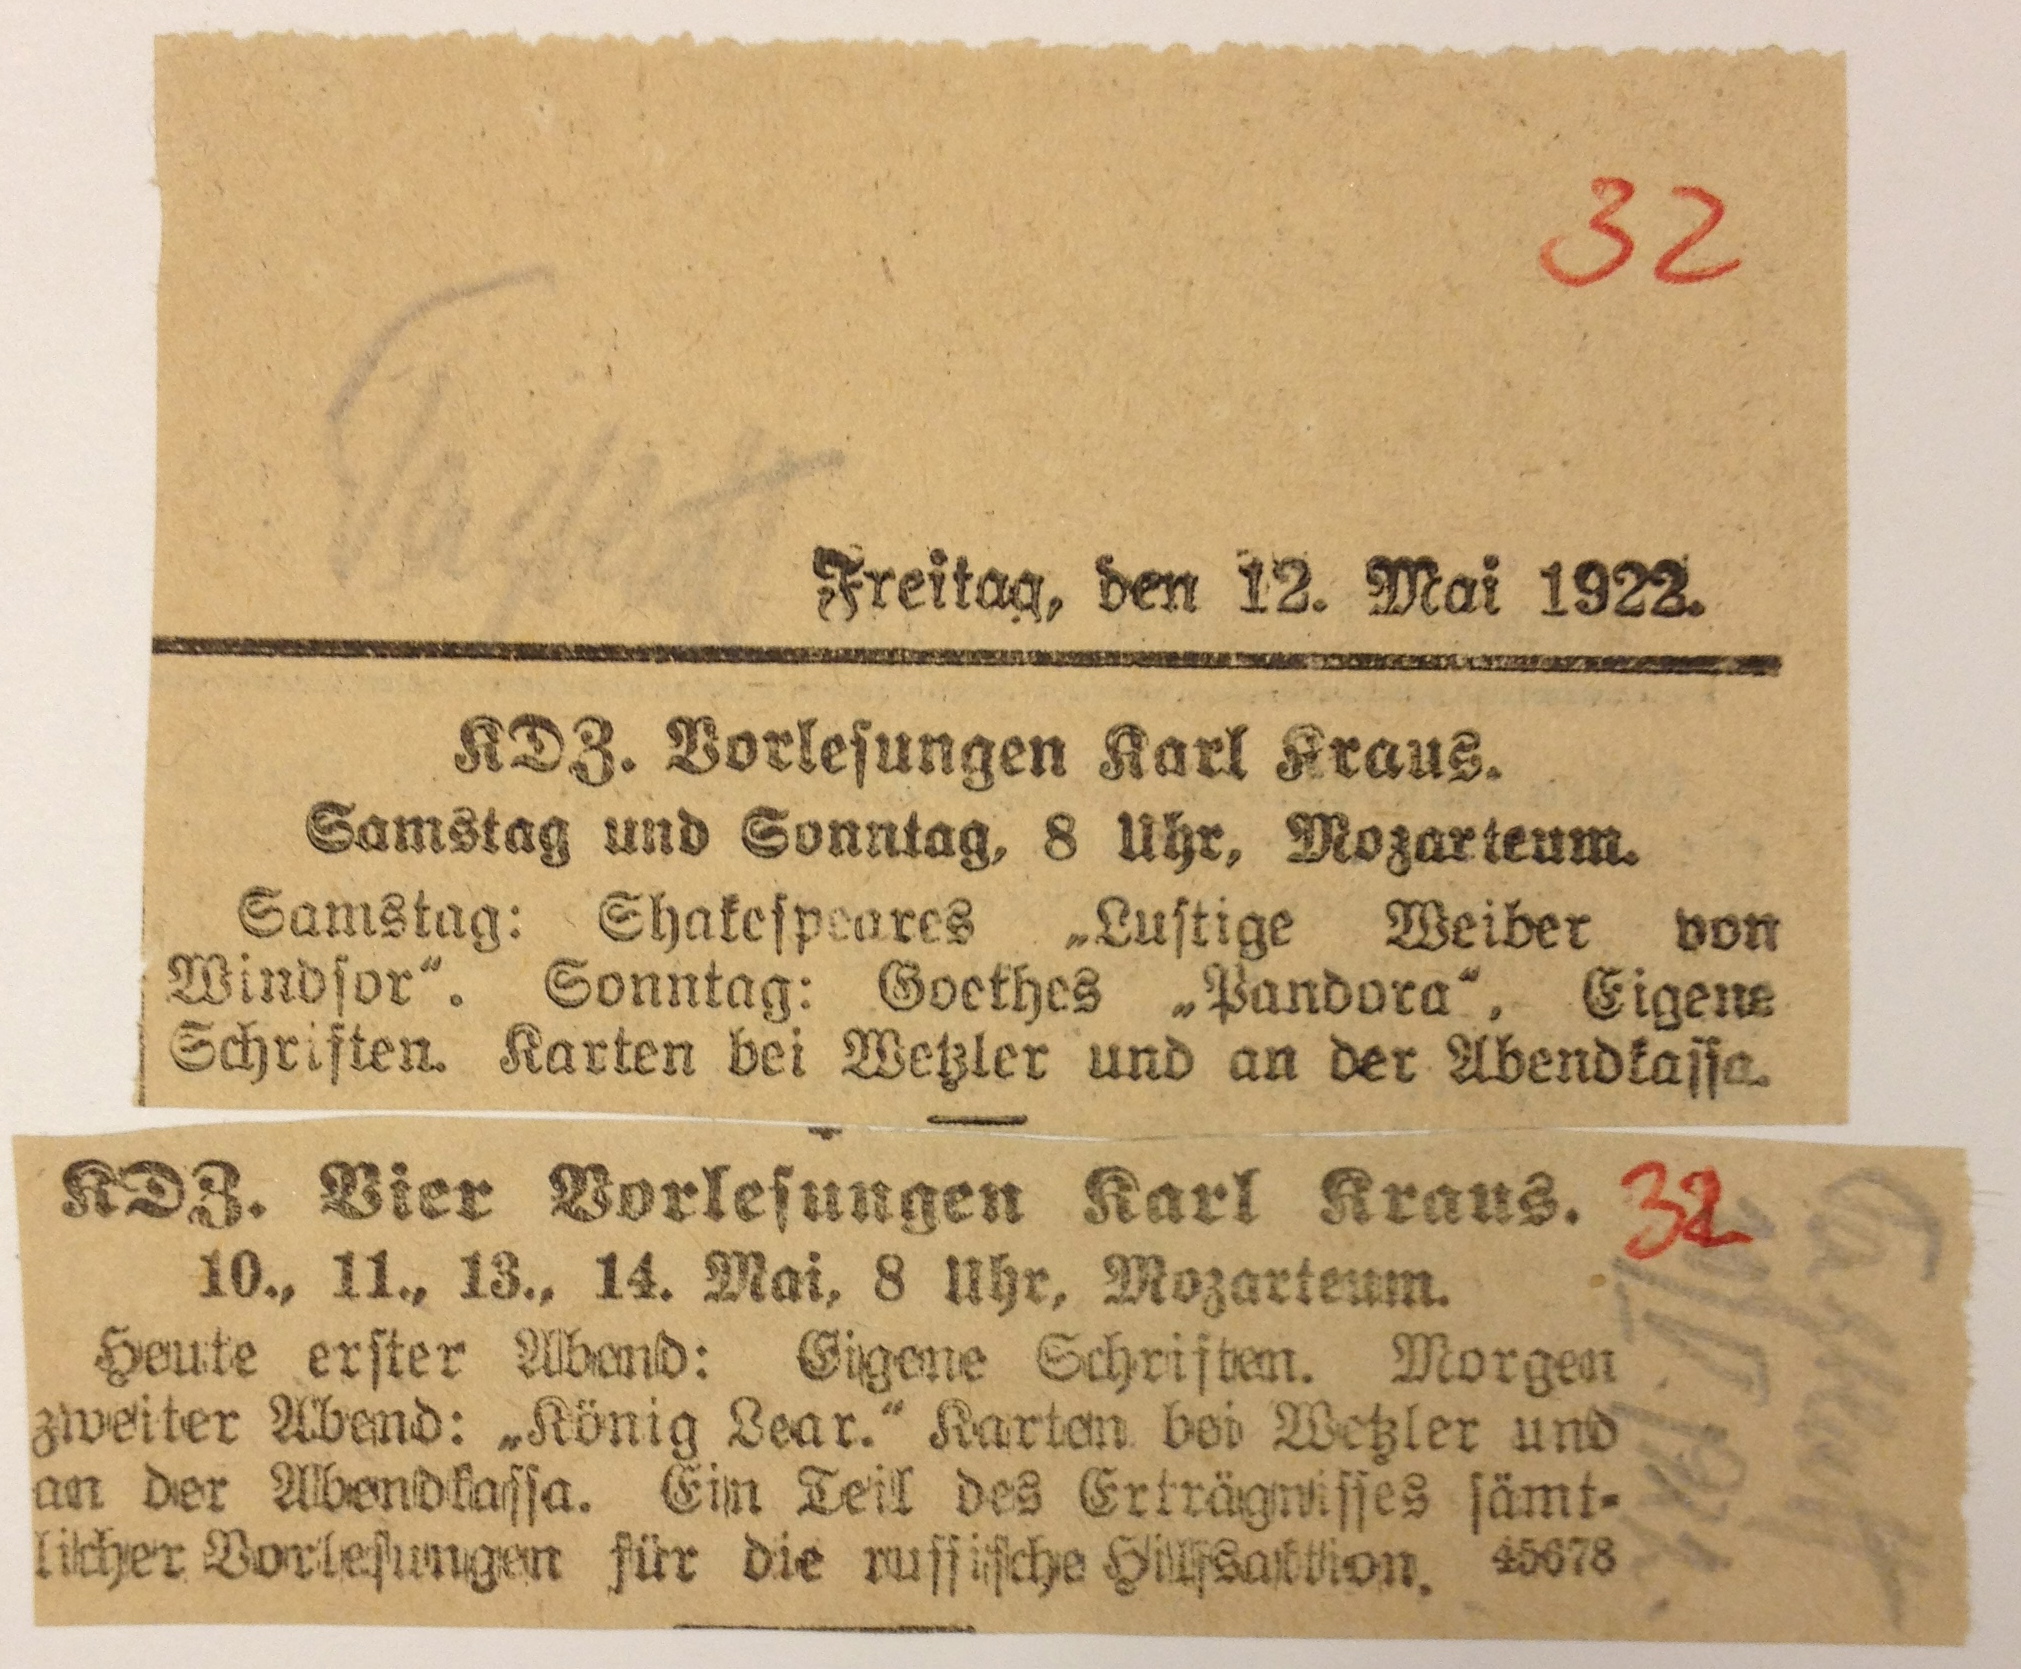 32
Freitag, den 12. Mai 1922.
KDZ. Vorlesungen Karl Kraus.
Samstag und Sonntag, 8 Uhr, Mozarteum.
Samstag: Shakespeares „Lustige Weiber von
Windsor“. Sonntag: Goethes „Pandora“, Eigene
Schriften. Karten bei Wetzler und an der Abendkassa.
KDZ. Vier Vorlesungen Karl Kraus. 32
10., 11., 13., 14. Mai, 8 Uhr, Mozarteum.
Heute erster Abend: Eigene Schriften. Morgen
zweiter Abend: „König Lear.“ Karten bei Wetzler und
an der Abendkassa. Ein Teil des Erträgnisses sämt-
licher Vorlesungen für die russische Hilfsaktion. 45678